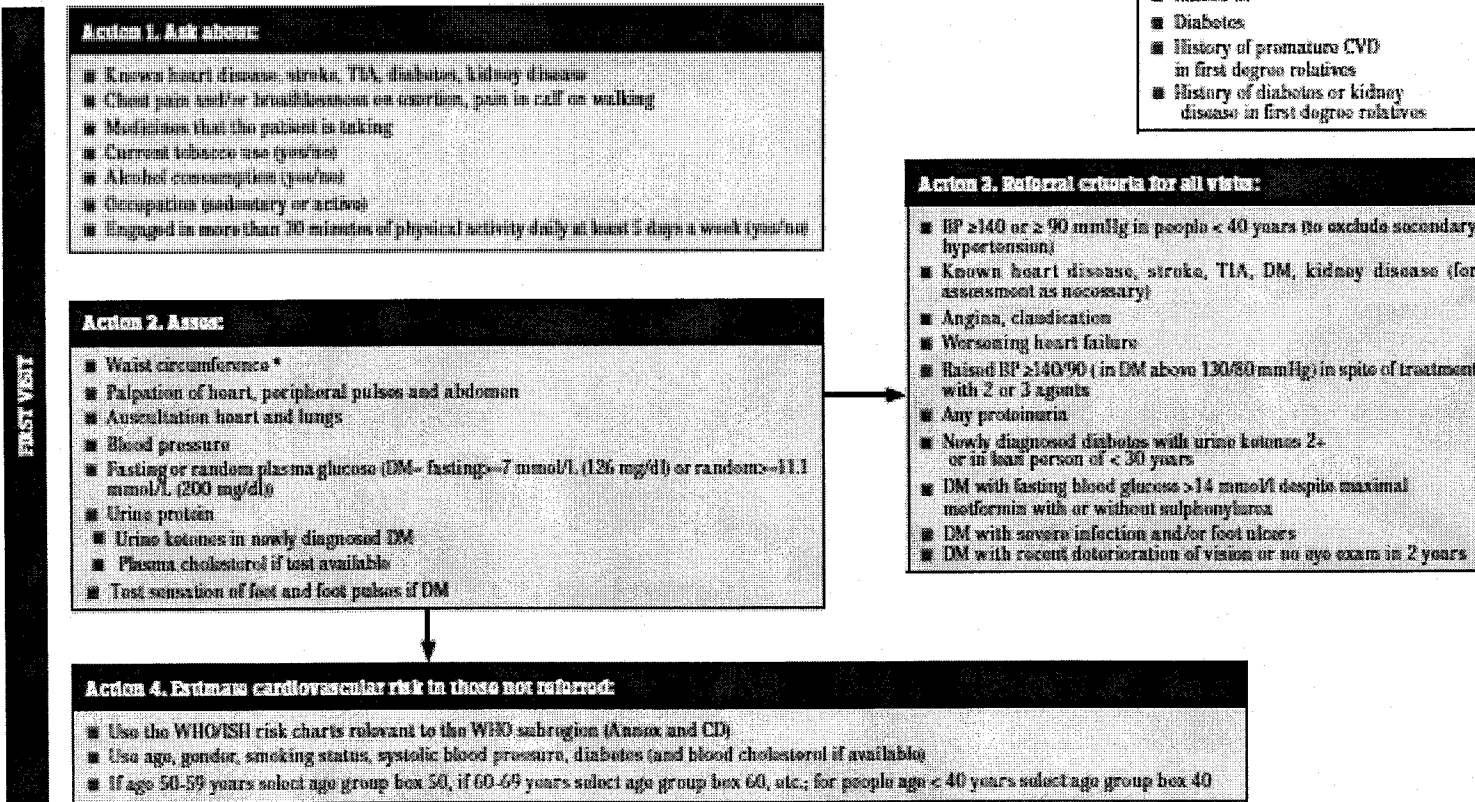 Diabetes
History of premature CVD
in first degree relatives
History of diabetes or kidney
disease in first degree relatives
FIRST VISIT
Action 1. Ask about:
Known heart disease, stroke, TIA, diabetes, kidney disease
Chest pain and/or breathlessness on exertion, pain in calf on walking
Medicines that the patient is taking
Current tobacco use (yes/no)
Alcohol consumption (yes/no)
Occupation (sedentary or active)
Engaged in more than 30 minutes of physical activity daily at least 5 days a week (yes/no)
Action 2. Assess:
Waist circumference *
Palpation of heart, peripheral pulses and abdomen
Auscultation heart and lungs
Blood pressure
Fasting or random plasma glucose (DM= fasting>=7 mmol/L (126 mg/dl) or random>=11.1
mmol/L (200 mg/dl))
Urine protein
Urine ketones in newly diagnosed DM
Plasma cholesterol if test available
Test sensation of feet and foot pulses if DM
Action 3. Referral criteria for all visits:
BP ≥140 or ≥ 90 mmHg in people < 40 years (to exclude secondary
hypertension)
Known heart disease, stroke, TIA, DM, kidney disease (for
assessment as necessary)
Angina, claudication
Worsening heart failure
Raised BP ≥140/90 ( in DM above 130/80 mmHg) in spite of treatment
with 2 or 3 agents
Any proteinuria
Newly diagnosed diabetes with urine ketones 2+
or in lean person of < 30 years
DM with fasting blood glucose >14 mmol/l despite maximal
metformin with or without sulphonylurea
DM with severe infection and/or foot ulcers
DM with recent deterioration of vision or no eye exam in 2 years
Action 4. Estimate cardiovascular risk in those not referred:
Use the WHO/ISH risk charts relevant to the WHO subregion (Annex and CD)
Use age, gender, smoking status, systolic blood pressure, diabetes (and blood cholesterol if available)
If age 50-59 years select age group box 50, if 60-69 years select age group box 60, etc.; for people age < 40 years select age group box 40